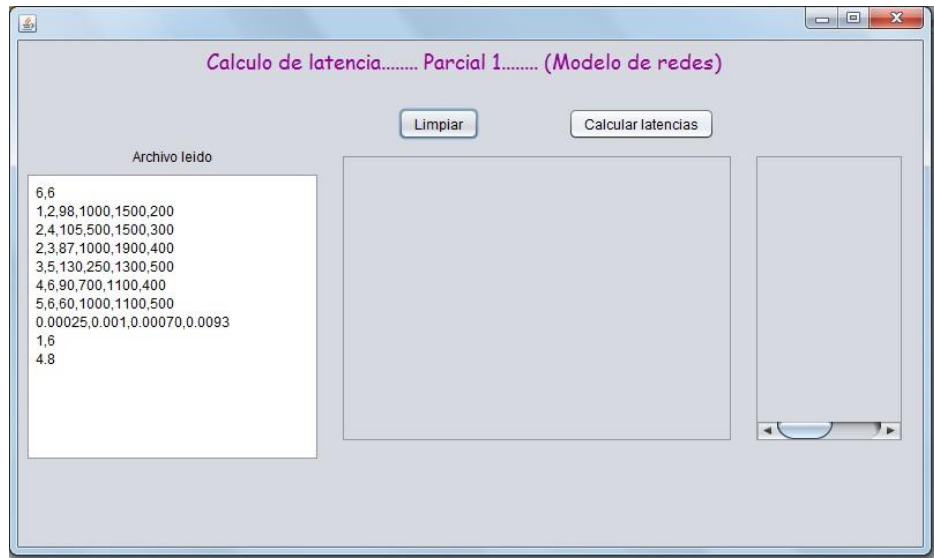 Calculo de latencia........ Parcial 1........ (Modelo de redes)
Limpiar
Calcular latencias
Archivo leido
6,6
1,2,98,1000,1500,200
2,4,105,500,1500,300
2,3,87,1000,1900,400
3,5,130,250,1300,500
4,6,90,700,1100,400
5,6,60,1000,1100,500
0.00025,0.001,0.00070,0.0093
1,6
4.8